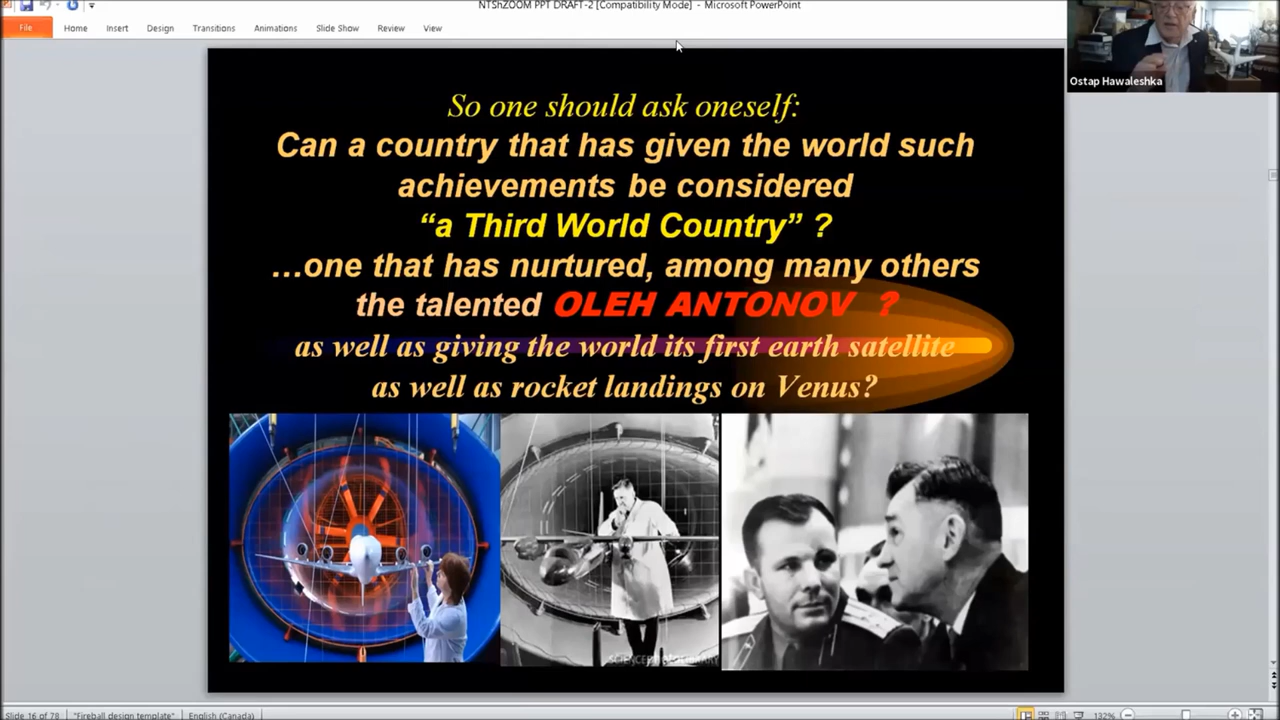 NTShZOOM PPT DRAFT-2 [Compatibility Mode] - Microsoft PowerPoint
File Home Insert Design Transitions Animations Slide Show Review View
Ostap Hawaleshka
So one should ask oneself:
Can a country that has given the world such
achievements be considered
“a Third World Country” ?
…one that has nurtured, among many others
the talented OLEH ANTONOV ?
as well as giving the world its first earth satellite
as well as rocket landings on Venus?
Slide 16 of 78 "Fireball design template" English (Canada) 132%